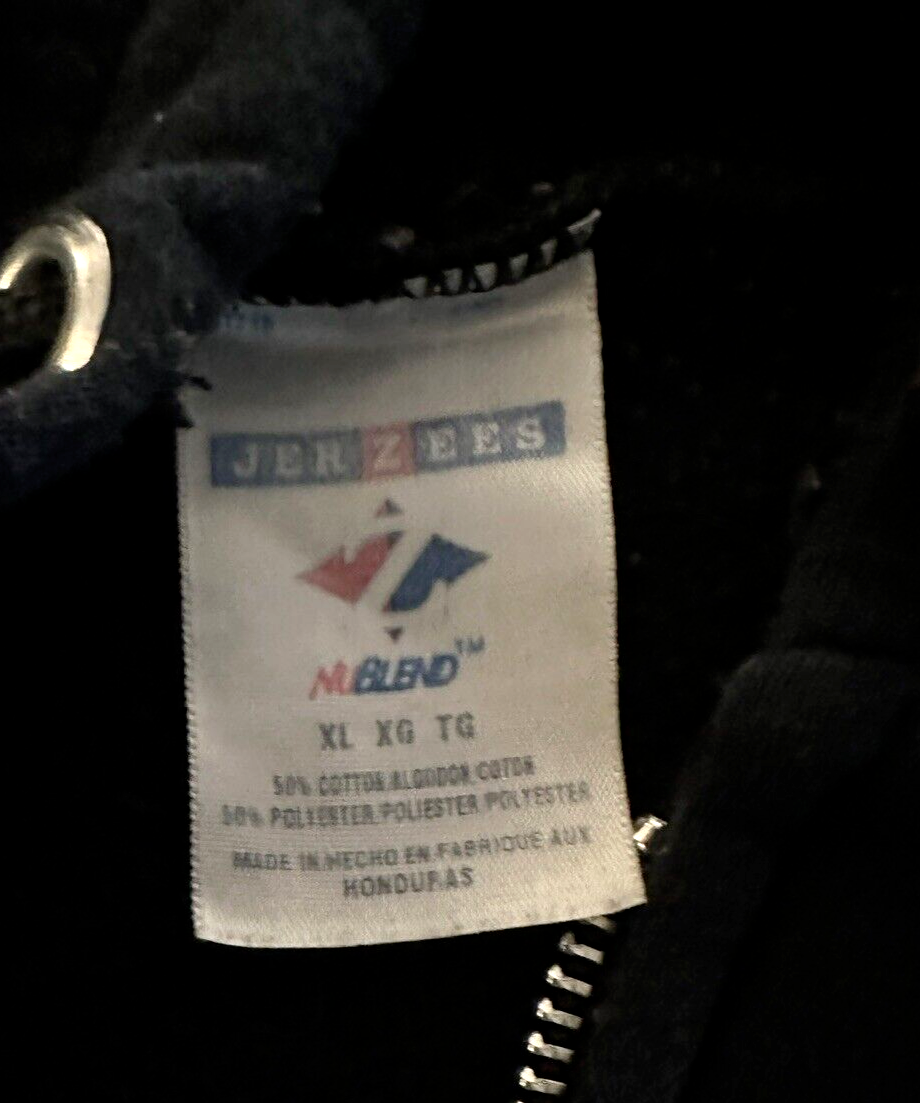 JERZEES
NUBLEND™
XL XG TG
50% COTTON/ALGODON/COTON
50% POLYESTER/POLIESTER/POLYESTER
MADE IN/HECHO EN/FABRIQUE AUX
HONDURAS